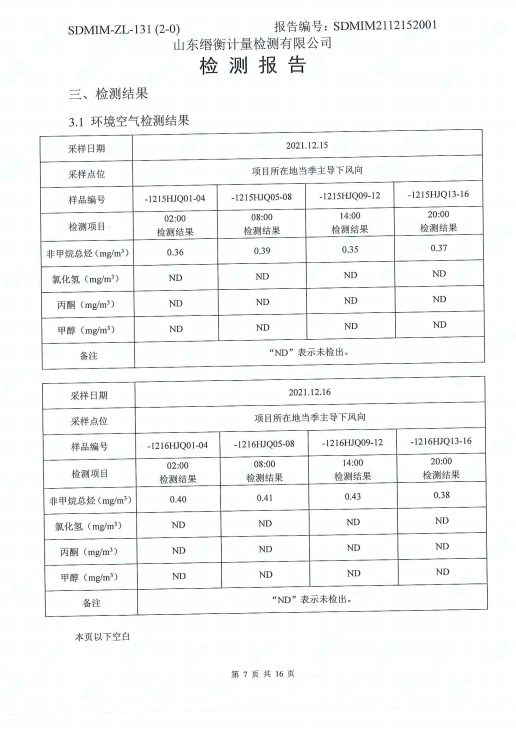 SDMIM-ZL-131 (2-0) 报告编号：SDMIM2112152001
山东缗衡计量检测有限公司
检 测 报 告
三、检测结果
3.1 环境空气检测结果
采样日期 2021.12.15
采样点位 项目所在地当季主导下风向
样品编号 -1215HJQ01-04 -1215HJQ05-08 -1215HJQ09-12 -1215HJQ13-16
检测项目 02:00 检测结果 08:00 检测结果 14:00 检测结果 20:00 检测结果
非甲烷总烃（mg/m³） 0.36 0.39 0.35 0.37
氯化氢（mg/m³） ND ND ND ND
丙酮（mg/m³） ND ND ND ND
甲醇（mg/m³） ND ND ND ND
备注 “ND”表示未检出。
采样日期 2021.12.16
采样点位 项目所在地当季主导下风向
样品编号 -1216HJQ01-04 -1216HJQ05-08 -1216HJQ09-12 -1216HJQ13-16
检测项目 02:00 检测结果 08:00 检测结果 14:00 检测结果 20:00 检测结果
非甲烷总烃（mg/m³） 0.40 0.41 0.43 0.38
氯化氢（mg/m³） ND ND ND ND
丙酮（mg/m³） ND ND ND ND
甲醇（mg/m³） ND ND ND ND
备注 “ND”表示未检出。
本页以下空白
第 7 页 共 16 页